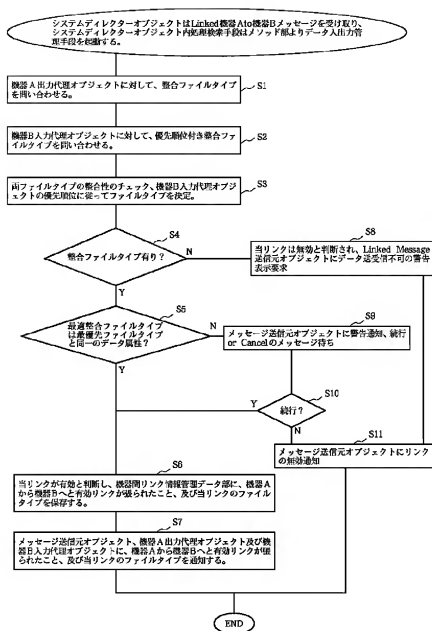 システムディレクターオブジェクトはLinked機器Ato機器Bメッセージを受け取り、
システムディレクターオブジェクト内処理検索手段はメソッド部よりデータ入出力管
理手段を起動する。
機器A出力代理オブジェクトに対して、整合ファイルタイプ
を問い合わせる。
S1
機器B入力代理オブジェクトに対して、優先順位付き整合ファ
イルタイプを問い合わせる。
S2
両ファイルタイプの整合性のチェック、機器B入力代理オブジェ
クトの優先順位に従ってファイルタイプを決定。
S3
S4
整合ファイルタイプ有り?
N
Y
S8
当リンクは無効と判断され、Linked Message
送信元オブジェクトにデータ送受信不可の警告
表示要求
S5
最適整合ファイルタイプ
は最優先ファイルタイプ
と同一のデータ属性?
N
Y
S9
メッセージ送信元オブジェクトに警告通知、続行
or Cancelのメッセージ待ち
S10
続行?
Y
N
S11
メッセージ送信元オブジェクトにリンク
の無効通知
S6
当リンクが有効と判断し、機器間リンク情報管理データ部に、機器A
から機器Bへと有効リンクが張られたこと、及び当リンクのファイル
タイプを保存する。
S7
メッセージ送信元オブジェクト、機器A出力代理オブジェクト及び機
器B入力代理オブジェクトに、機器Aから機器Bへと有効リンクが張
られたこと、及び当リンクのファイルタイプを通知する。
END